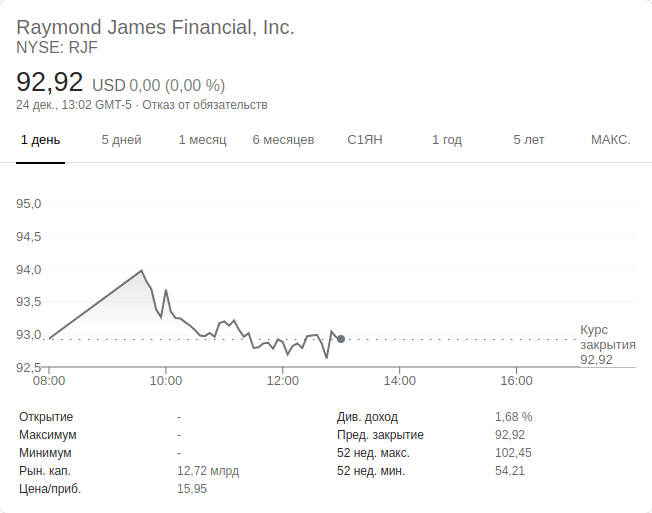 Raymond James Financial, Inc.
NYSE: RJF
92,92 USD 0,00 (0,00 %)
24 дек., 13:02 GMT-5 · Отказ от обязательств
1 день 5 дней 1 месяц 6 месяцев С1ЯН 1 год 5 лет МАКС.
95,0
94,5
94,0
93,5
93,0
92,5
Курс
закрытия
92,92
08:00 10:00 12:00 14:00 16:00
Открытие - Див. доход 1,68 %
Максимум - Пред. закрытие 92,92
Минимум - 52 нед. макс. 102,45
Рын. кап. 12,72 млрд 52 нед. мин. 54,21
Цена/приб. 15,95